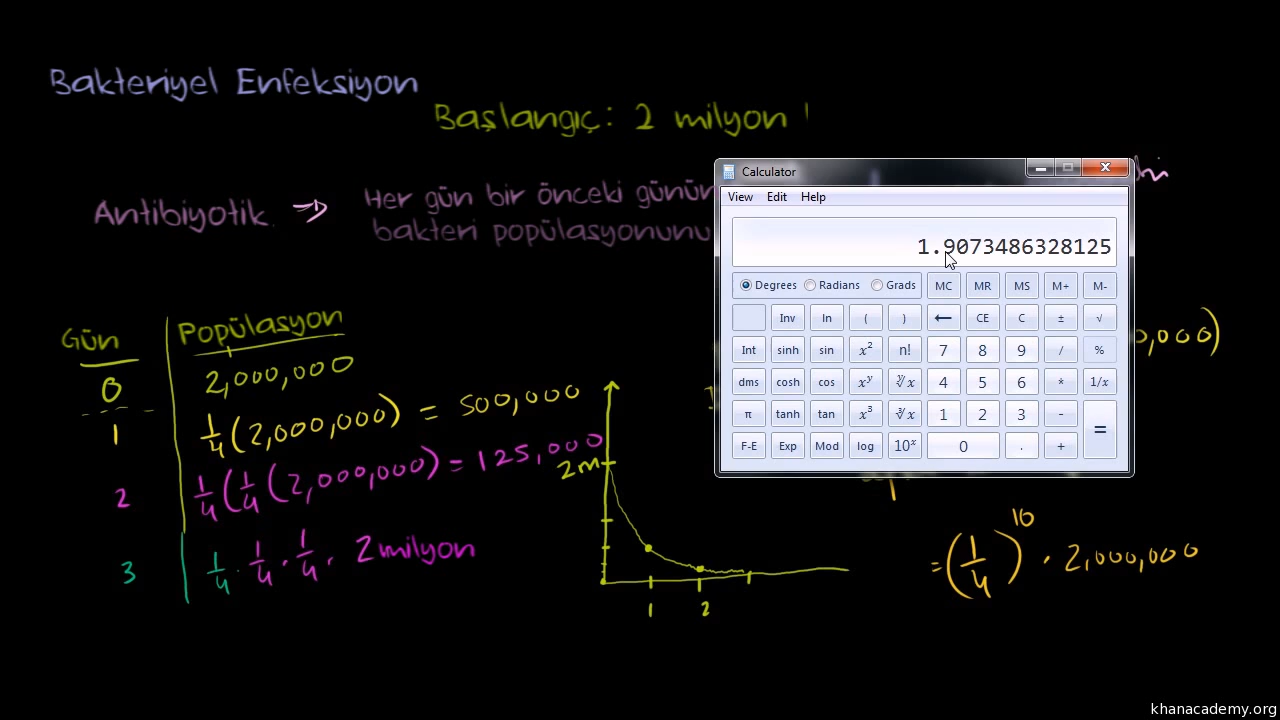 Bakteriyel Enfeksiyon
Başlangıç: 2 milyon
Antibiyotik ⇒ Her gün bir önceki günün
bakteri popülasyonunu
Calculator
View Edit Help
1.9073486328125
Degrees Radians Grads MC MR MS M+ M-
Inv ln ( ) ← CE C ± √
Int sinh sin x² n! 7 8 9 / %
dms cosh cos xʸ ʸ√x 4 5 6 * 1/x
π tanh tan x³ ³√x 1 2 3 - =
F-E Exp Mod log 10ˣ 0 . +
Gün Popülasyon
0 2,000,000
1 1/4 (2,000,000) = 500,000
2 1/4 (1/4 (2,000,000) = 125,000
3 1/4 · 1/4 · 1/4 · 2 milyon
2m
1 2
0,000)
= (1/4)¹⁰ · 2,000,000
khanacademy.org